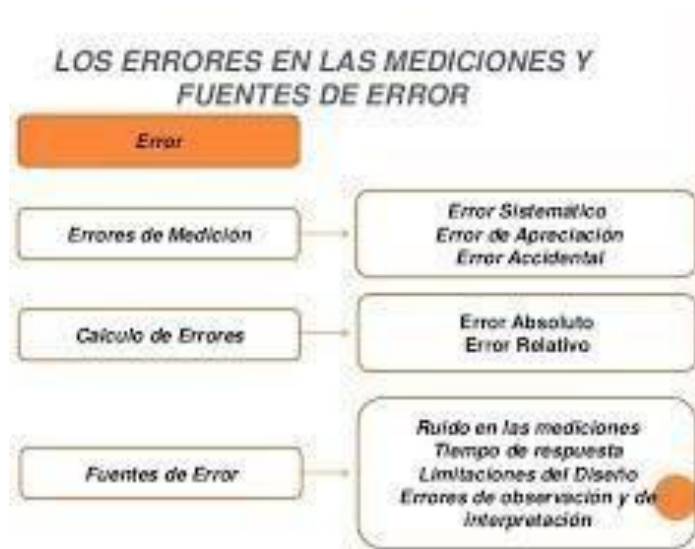 LOS ERRORES EN LAS MEDICIONES Y
FUENTES DE ERROR
Error
Errores de Medición
Error Sistemático
Error de Apreciación
Error Accidental
Calculo de Errores
Error Absoluto
Error Relativo
Fuentes de Error
Ruido en las mediciones
Tiempo de respuesta
Limitaciones del Diseño
Errores de observación y de
interpretación